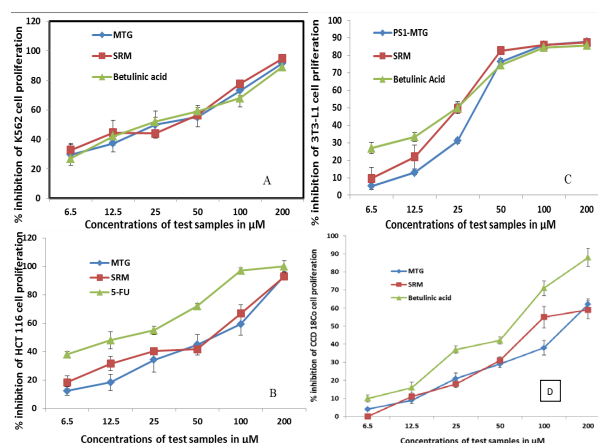 % inhibition of K562 cell proliferation
120
100
80
60
40
20
0
MTG
SRM
Betulinic acid
A
6.5 12.5 25 50 100 200
Concentrations of test samples in µM
% inhibition of 3T3-L1 cell proliferation
100
90
80
70
60
50
40
30
20
10
0
PS1-MTG
SRM
Betulinic Acid
C
6.5 12.5 25 50 100 200
Concentrations of test samples in µM
% inhibition of HCT 116 cell proliferation
120
100
80
60
40
20
0
MTG
SRM
5-FU
B
6.5 12.5 25 50 100 200
Concentrations of test samples in µM
% inhibition of CCD 18Co cell proliferation
100
90
80
70
60
50
40
30
20
10
0
MTG
SRM
Betulinic acid
D
6.5 12.5 25 50 100 200
Concentrations of test samples in µM